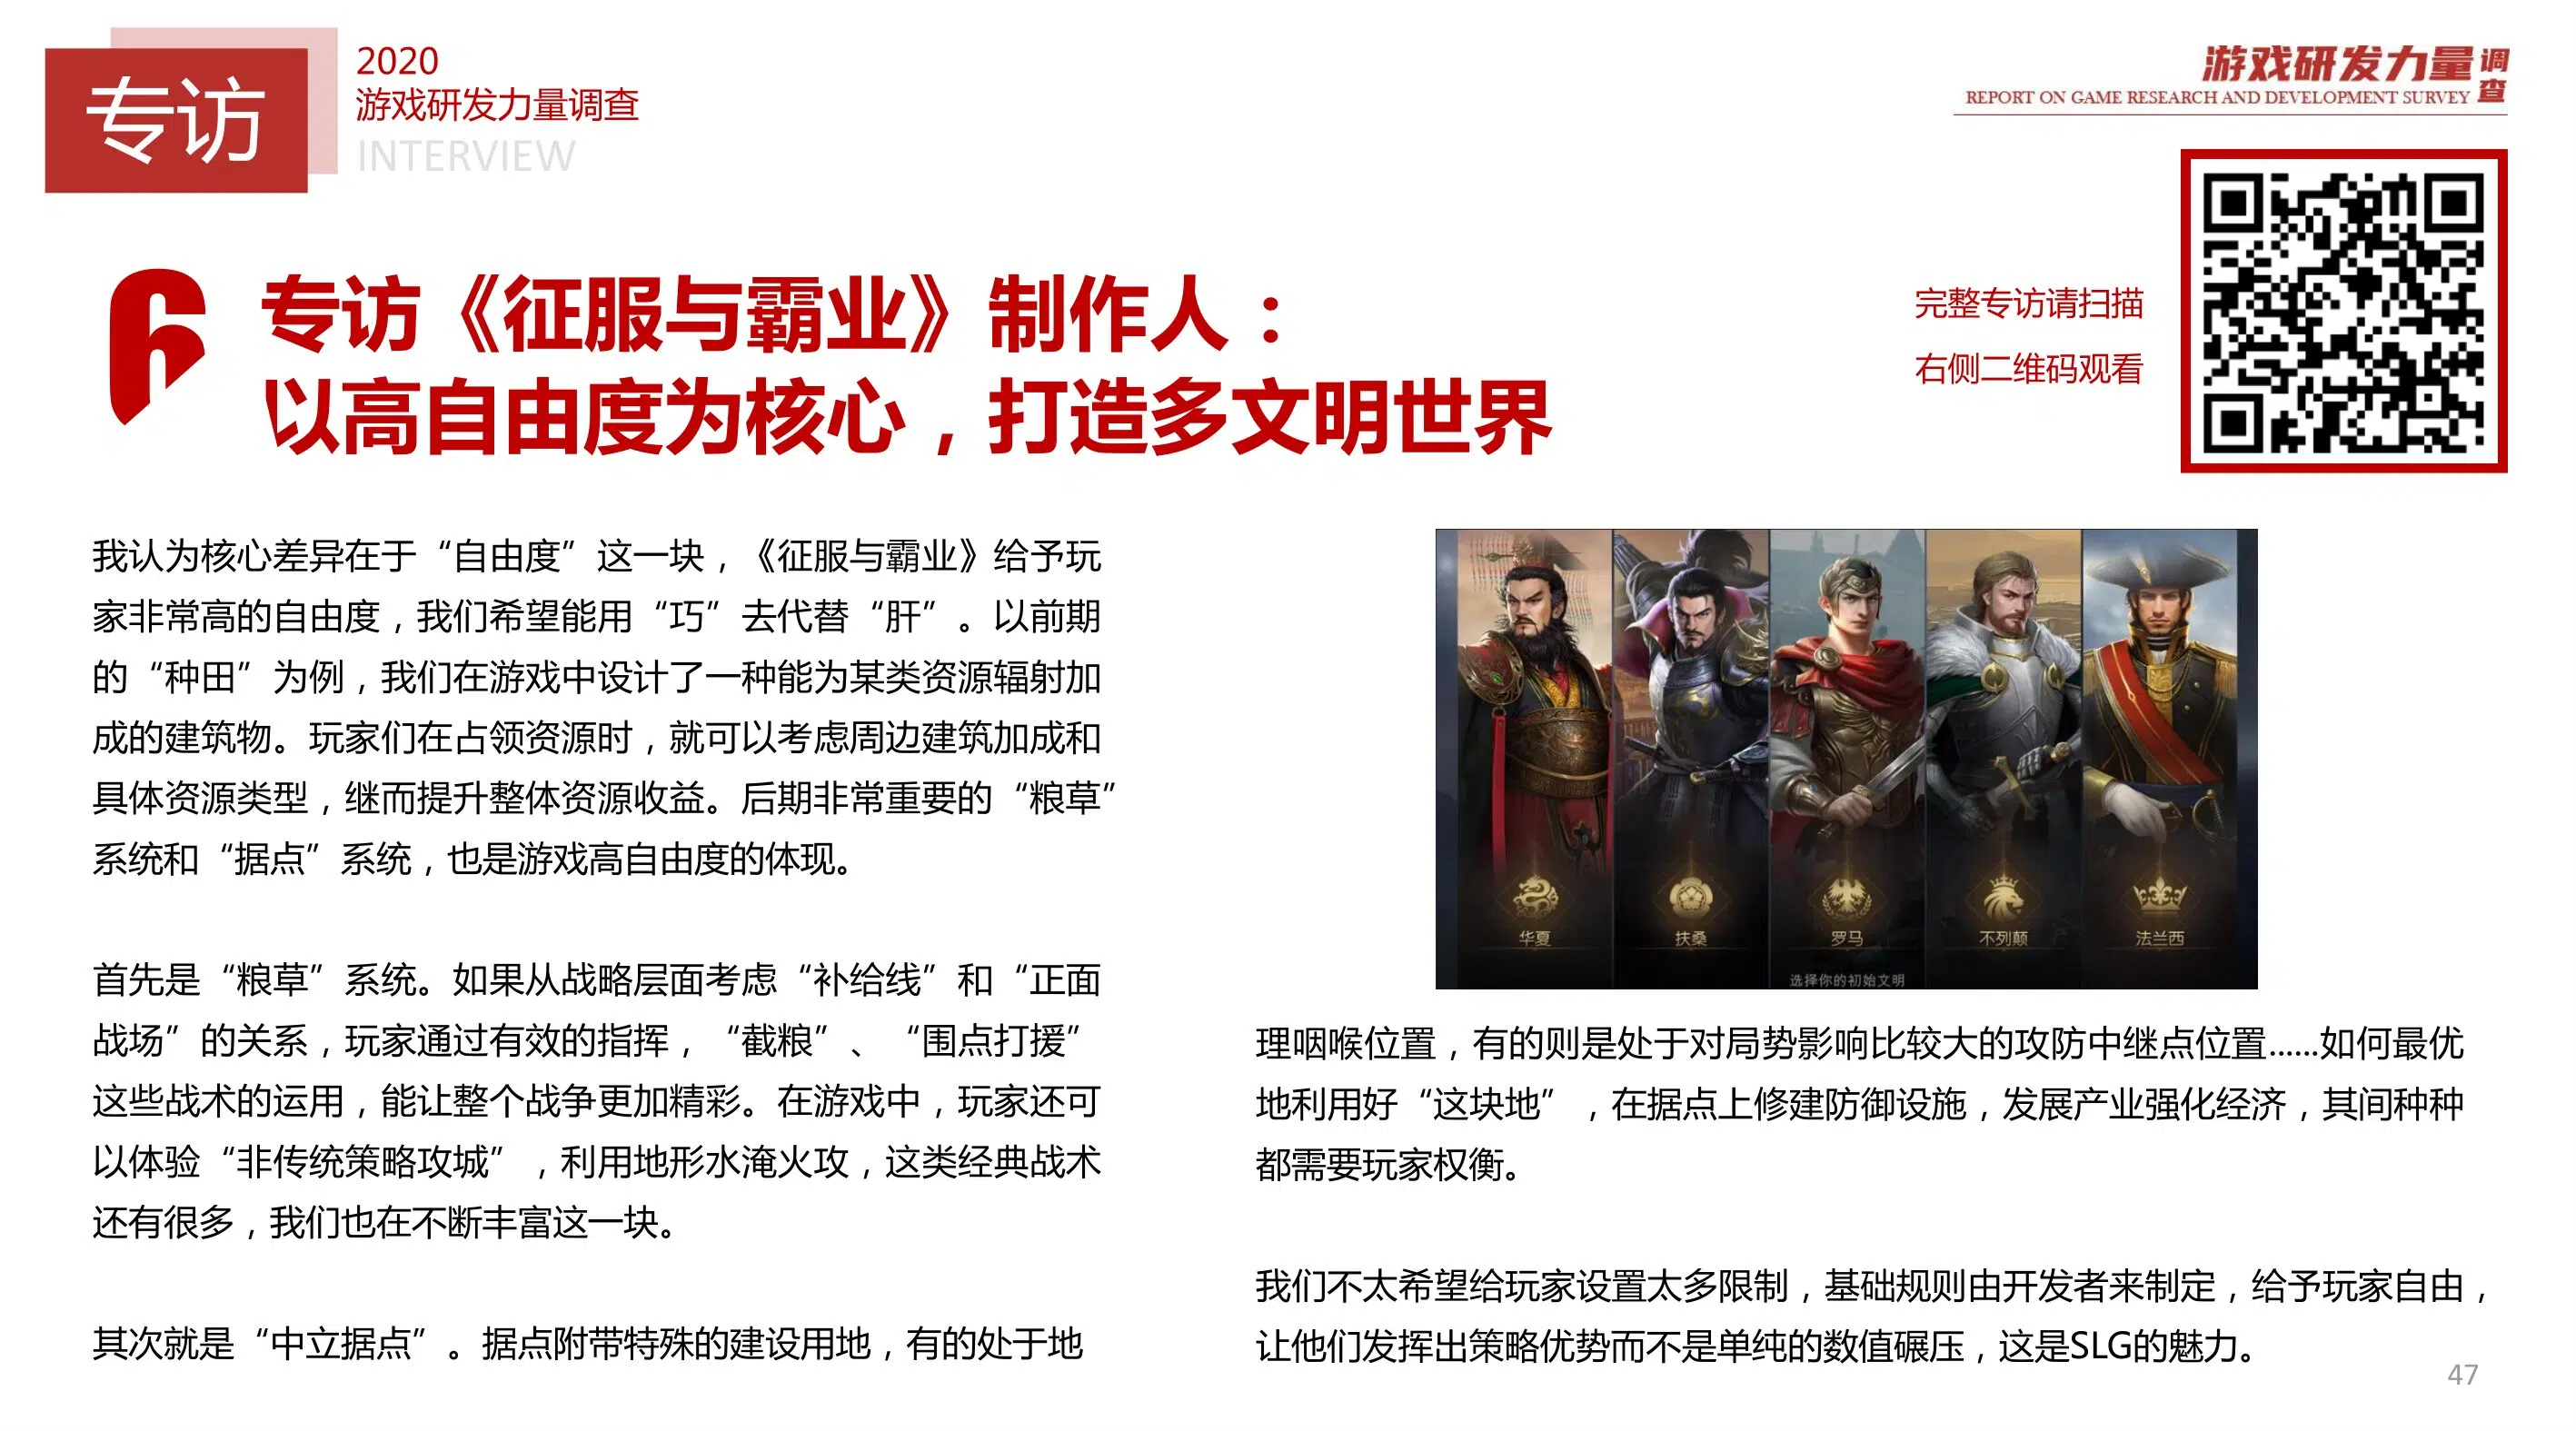 专访
2020
游戏研发力量调查
INTERVIEW
游戏研发力量调查
REPORT ON GAME RESEARCH AND DEVELOPMENT SURVEY
6
专访《征服与霸业》制作人：
以高自由度为核心，打造多文明世界
完整专访请扫描
右侧二维码观看
我认为核心差异在于“自由度”这一块，《征服与霸业》给予玩
家非常高的自由度，我们希望能用“巧”去代替“肝”。以前期
的“种田”为例，我们在游戏中设计了一种能为某类资源辐射加
成的建筑物。玩家们在占领资源时，就可以考虑周边建筑加成和
具体资源类型，继而提升整体资源收益。后期非常重要的“粮草”
系统和“据点”系统，也是游戏高自由度的体现。
首先是“粮草”系统。如果从战略层面考虑“补给线”和“正面
战场”的关系，玩家通过有效的指挥，“截粮”、“围点打援”
这些战术的运用，能让整个战争更加精彩。在游戏中，玩家还可
以体验“非传统策略攻城”，利用地形水淹火攻，这类经典战术
还有很多，我们也在不断丰富这一块。
其次就是“中立据点”。据点附带特殊的建设用地，有的处于地
华夏
扶桑
罗马
不列颠
法兰西
选择你的初始文明
理咽喉位置，有的则是处于对局势影响比较大的攻防中继点位置......如何最优
地利用好“这块地”，在据点上修建防御设施，发展产业强化经济，其间种种
都需要玩家权衡。
我们不太希望给玩家设置太多限制，基础规则由开发者来制定，给予玩家自由，
让他们发挥出策略优势而不是单纯的数值碾压，这是SLG的魅力。
47